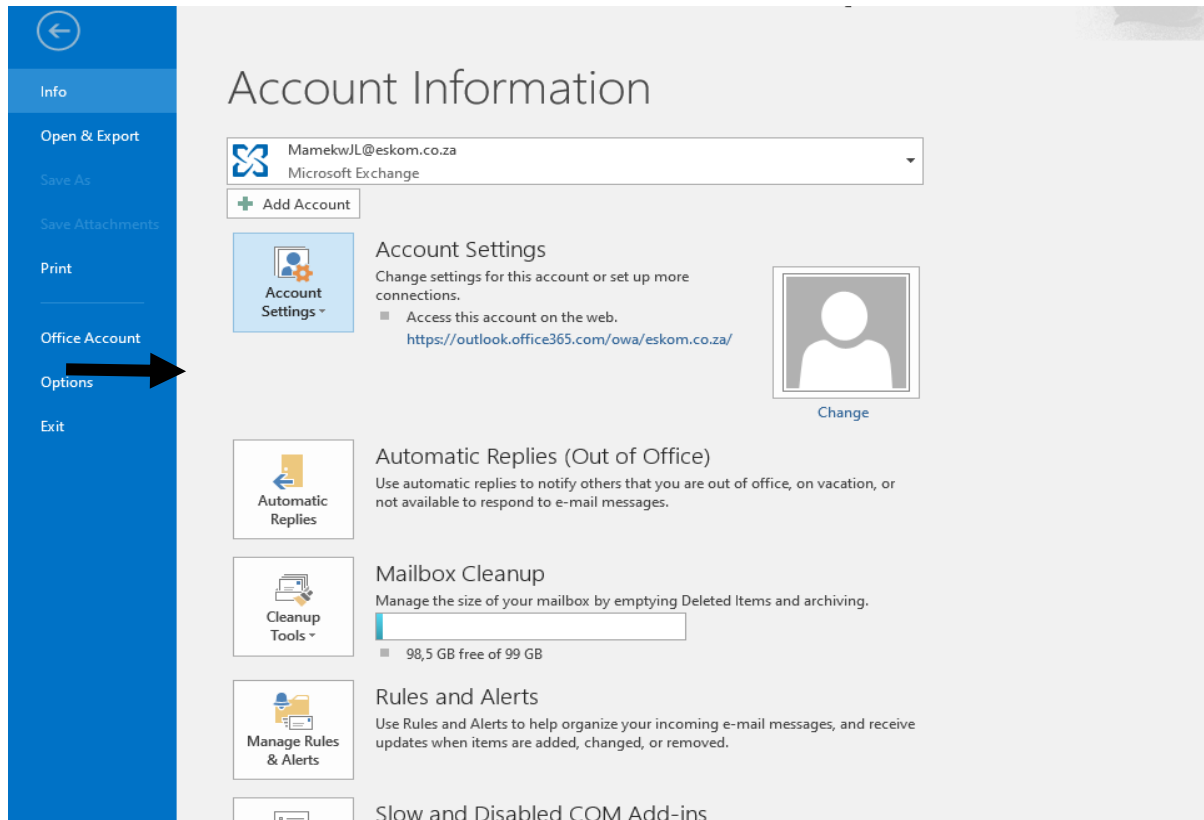 Info
Open & Export
Save As
Save Attachments
Print
Office Account
Options
Exit
Account Information
MamekwJL@eskom.co.za
Microsoft Exchange
Add Account
Account
Settings
Account Settings
Change settings for this account or set up more
connections.
Access this account on the web.
https://outlook.office365.com/owa/eskom.co.za/
Change
Automatic
Replies
Automatic Replies (Out of Office)
Use automatic replies to notify others that you are out of office, on vacation, or
not available to respond to e-mail messages.
Cleanup
Tools
Mailbox Cleanup
Manage the size of your mailbox by emptying Deleted Items and archiving.
98,5 GB free of 99 GB
Manage Rules
& Alerts
Rules and Alerts
Use Rules and Alerts to help organize your incoming e-mail messages, and receive
updates when items are added, changed, or removed.
Slow and Disabled COM Add-ins